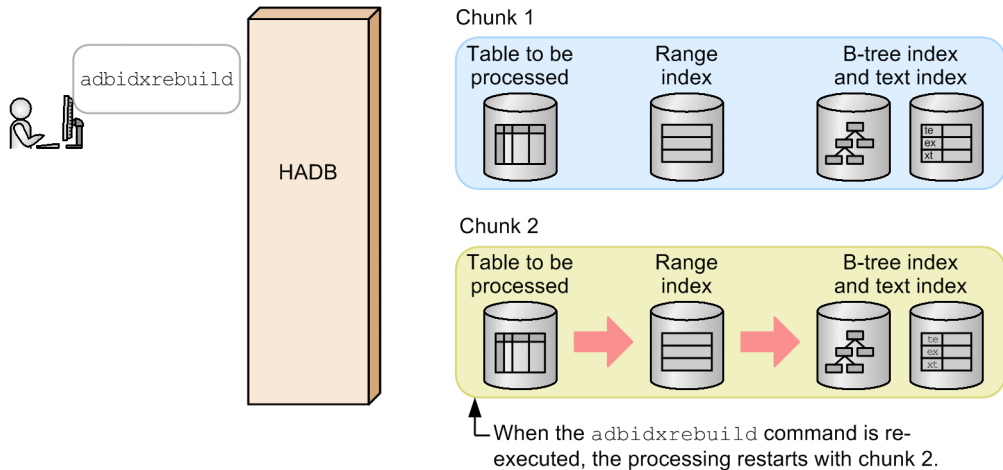 adbidxrebuild
HADB
Chunk 1
Table to be
processed
Range
index
B-tree index
and text index
te
ex
xt
Chunk 2
Table to be
processed
Range
index
B-tree index
and text index
te
ex
xt
When the adbidxrebuild command is re-
executed, the processing restarts with chunk 2.